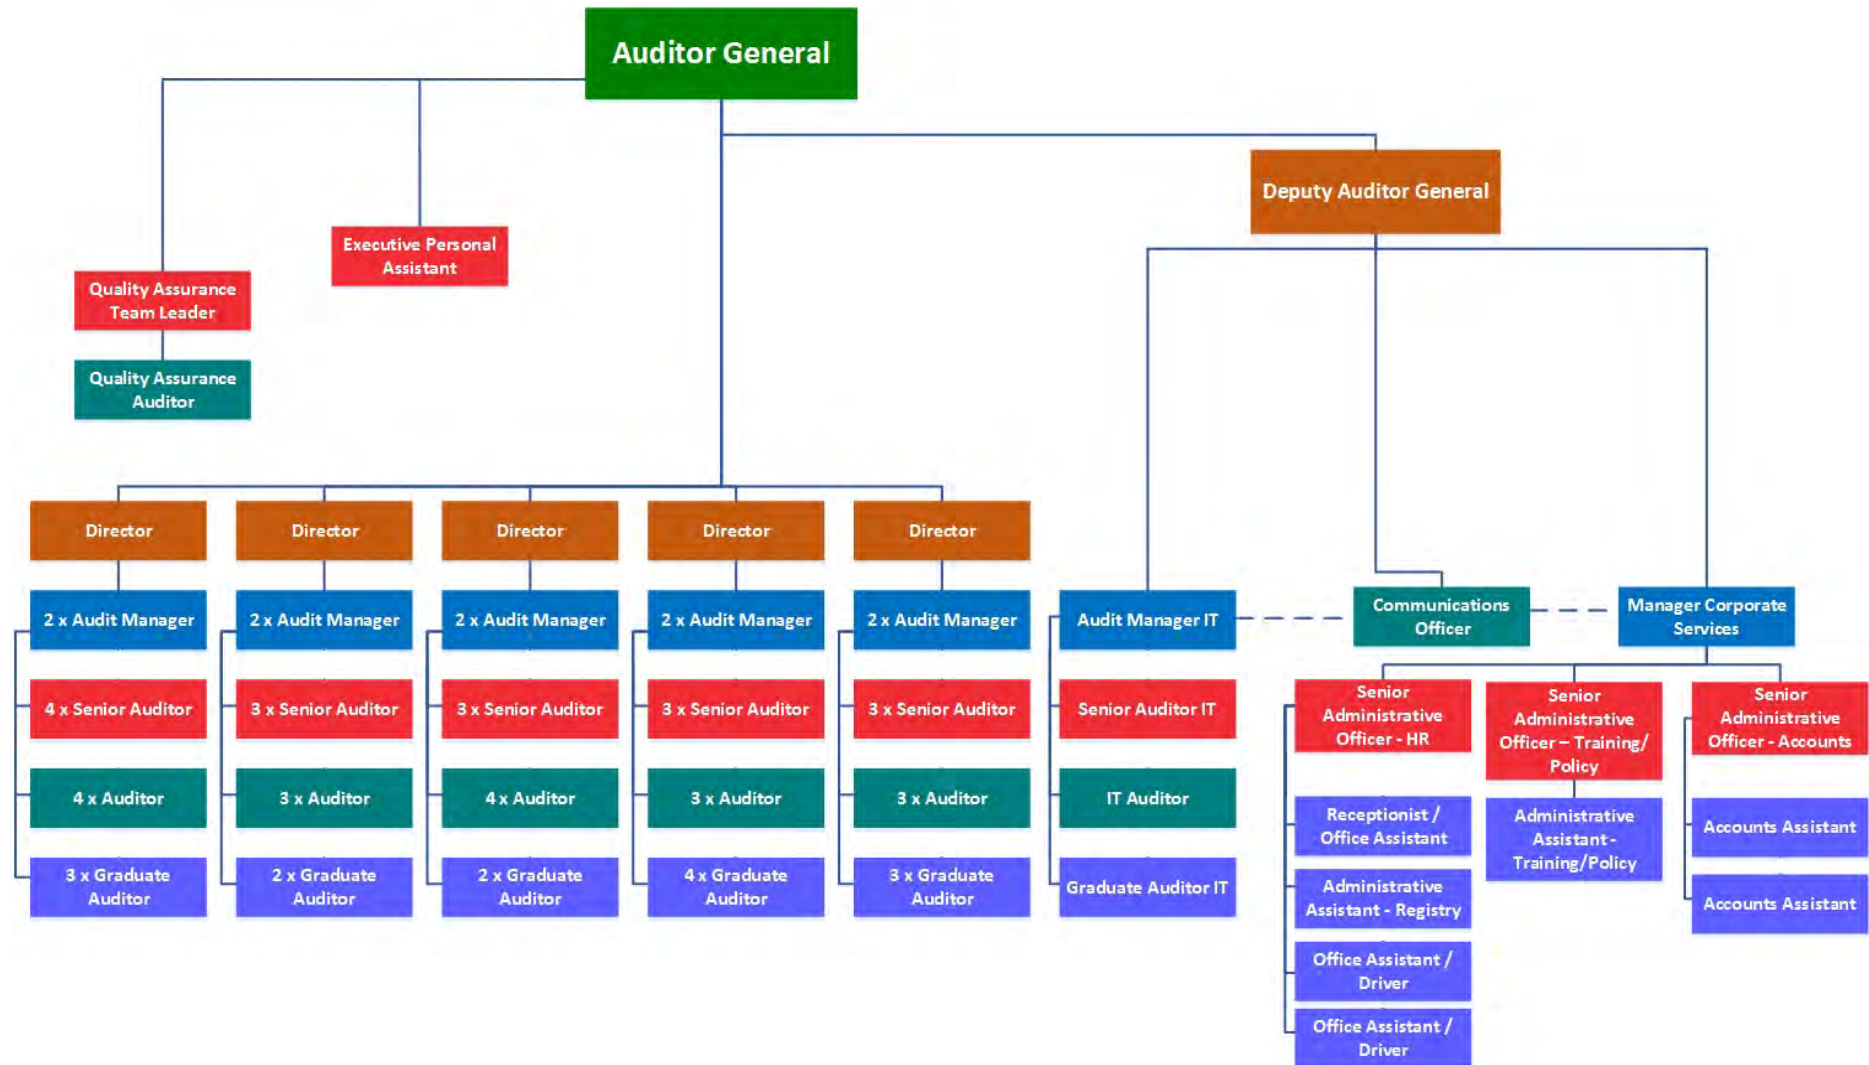 Auditor General
Deputy Auditor General
Executive Personal
Assistant
Quality Assurance
Team Leader
Quality Assurance
Auditor
Director
Director
Director
Director
Director
2 x Audit Manager
2 x Audit Manager
2 x Audit Manager
2 x Audit Manager
2 x Audit Manager
Audit Manager IT
Communications
Officer
Manager Corporate
Services
4 x Senior Auditor
3 x Senior Auditor
3 x Senior Auditor
3 x Senior Auditor
3 x Senior Auditor
Senior Auditor IT
Senior
Administrative
Officer - HR
Senior
Administrative
Officer – Training/
Policy
Senior
Administrative
Officer - Accounts
4 x Auditor
3 x Auditor
4 x Auditor
3 x Auditor
3 x Auditor
IT Auditor
Receptionist /
Office Assistant
Administrative
Assistant -
Training/Policy
Accounts Assistant
3 x Graduate
Auditor
2 x Graduate
Auditor
2 x Graduate
Auditor
4 x Graduate
Auditor
3 x Graduate
Auditor
Graduate Auditor IT
Administrative
Assistant - Registry
Accounts Assistant
Office Assistant /
Driver
Office Assistant /
Driver